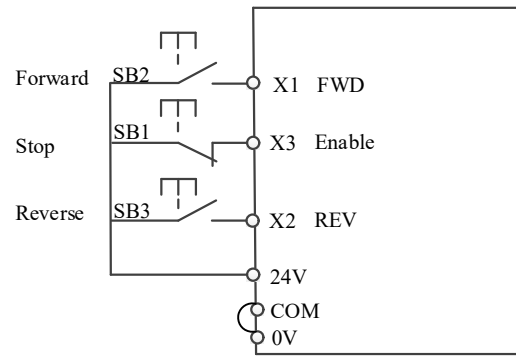 Forward SB2 X1 FWD
Stop SB1 X3 Enable
Reverse SB3 X2 REV
24V
COM
0V